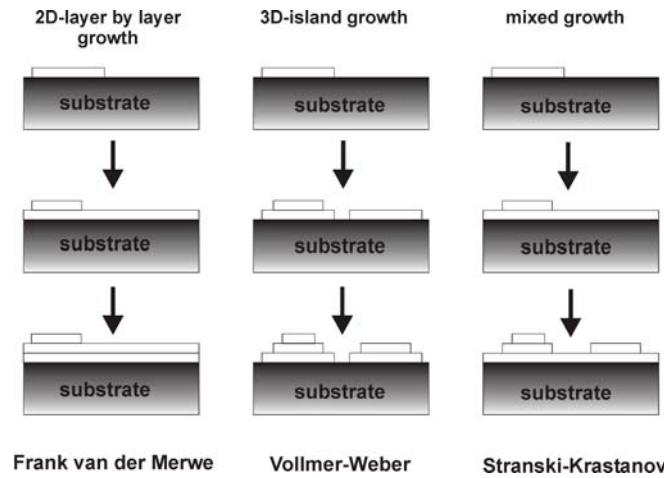 2D-layer by layer
growth
3D-island growth
mixed growth
substrate
substrate
substrate
substrate
substrate
substrate
substrate
substrate
substrate
Frank van der Merwe
Vollmer-Weber
Stranski-Krastanov